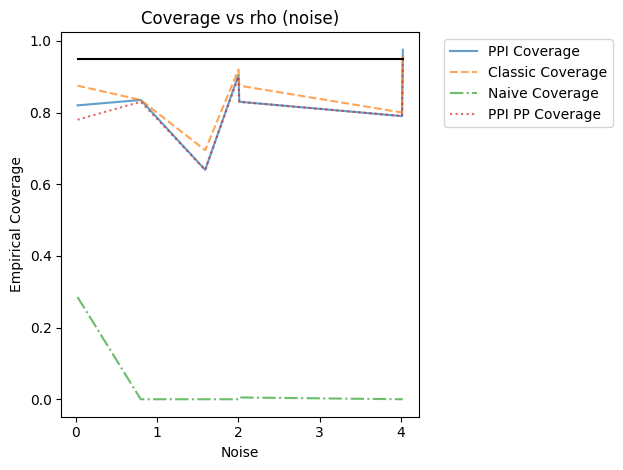 Coverage vs rho (noise)
Empirical Coverage
1.0
0.8
0.6
0.4
0.2
0.0
0
1
2
3
4
Noise
PPI Coverage
Classic Coverage
Naive Coverage
PPI PP Coverage